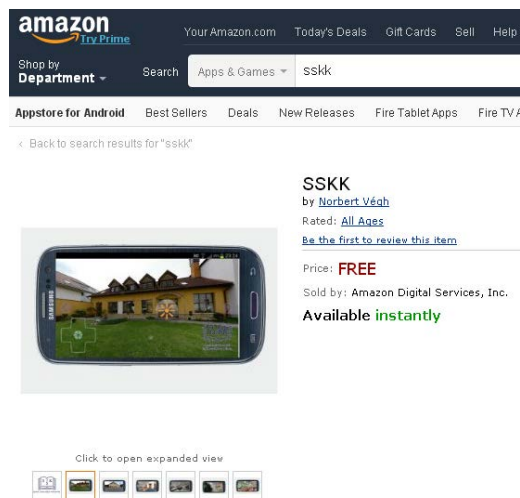 amazon
Try Prime
Your Amazon.com Today's Deals Gift Cards Sell Help
Shop by
Department
Search Apps & Games sskk
Appstore for Android Best Sellers Deals New Releases Fire Tablet Apps Fire TV A
‹ Back to search results for "sskk"
SSKK
by Norbert Végh
Rated: All Ages
Be the first to review this item
Price: FREE
Sold by: Amazon Digital Services, Inc.
Available instantly
SAMSUNG
Click to open expanded view